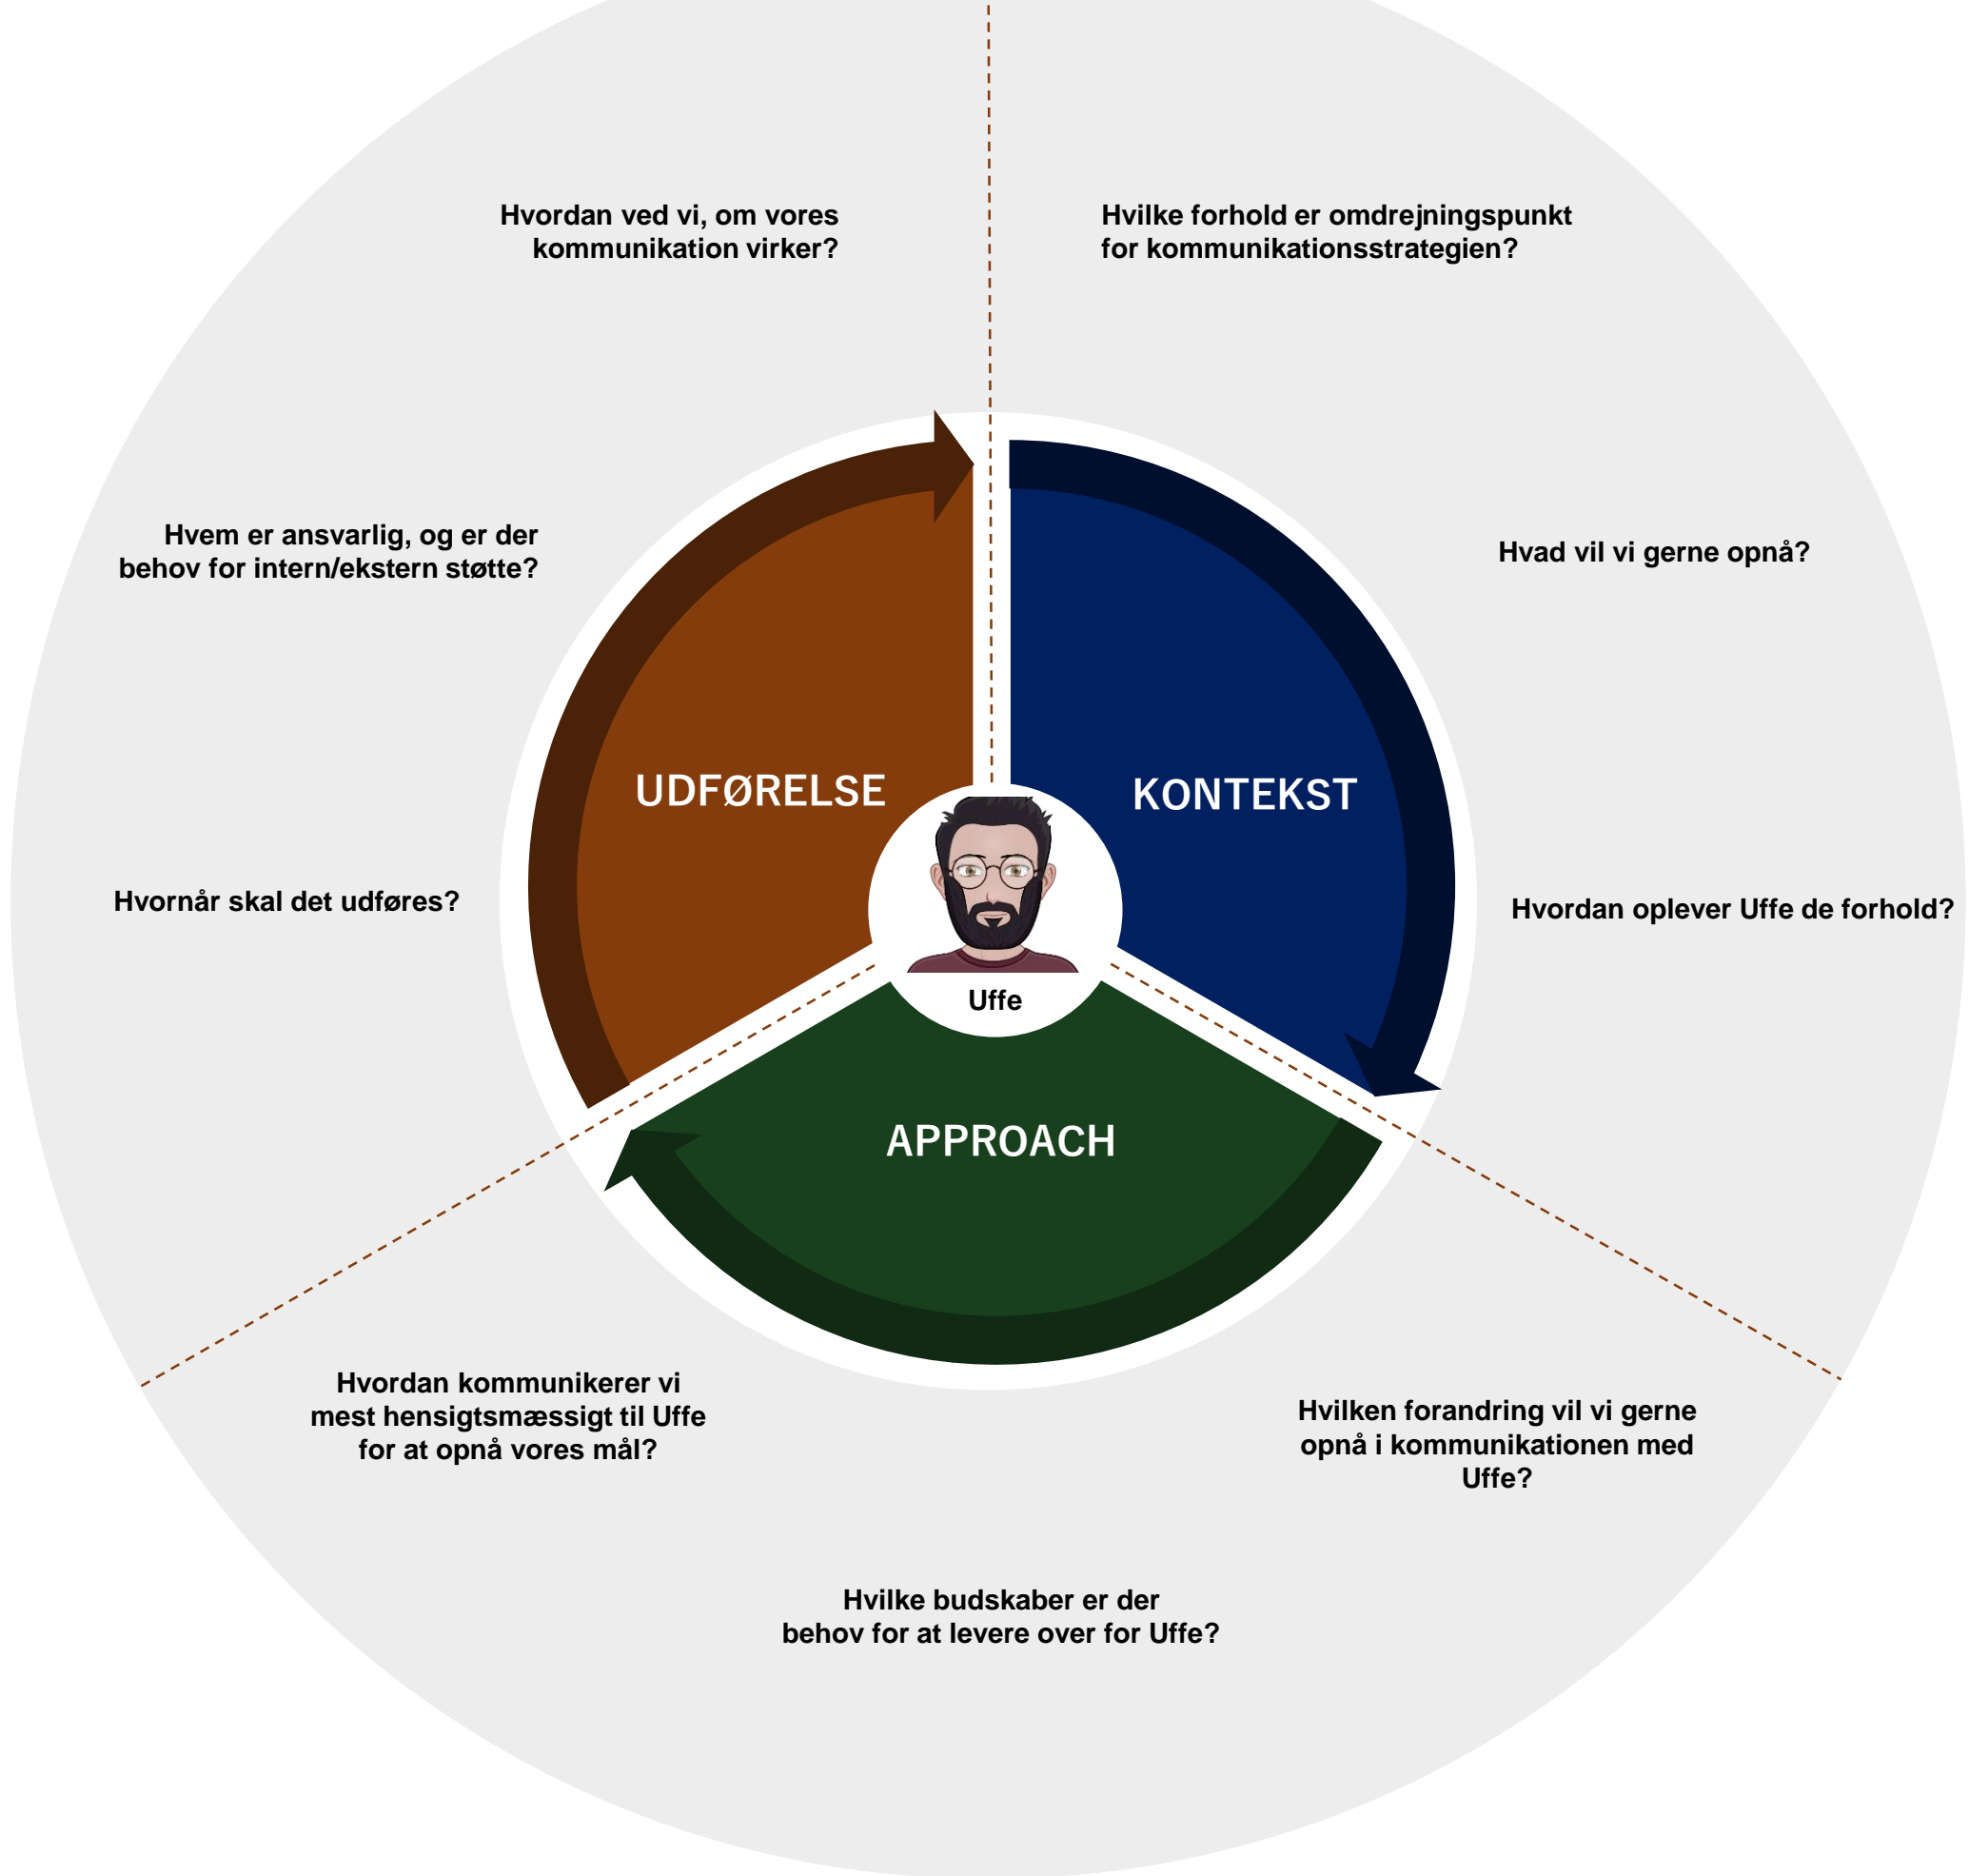 Hvordan ved vi, om vores
kommunikation virker?
Hvilke forhold er omdrejningspunkt
for kommunikationsstrategien?
Hvem er ansvarlig, og er der
behov for intern/ekstern støtte?
Hvad vil vi gerne opnå?
UDFØRELSE
KONTEKST
Hvornår skal det udføres?
Hvordan oplever Uffe de forhold?
Uffe
APPROACH
Hvordan kommunikerer vi
mest hensigtsmæssigt til Uffe
for at opnå vores mål?
Hvilken forandring vil vi gerne
opnå i kommunikationen med
Uffe?
Hvilke budskaber er der
behov for at levere over for Uffe?